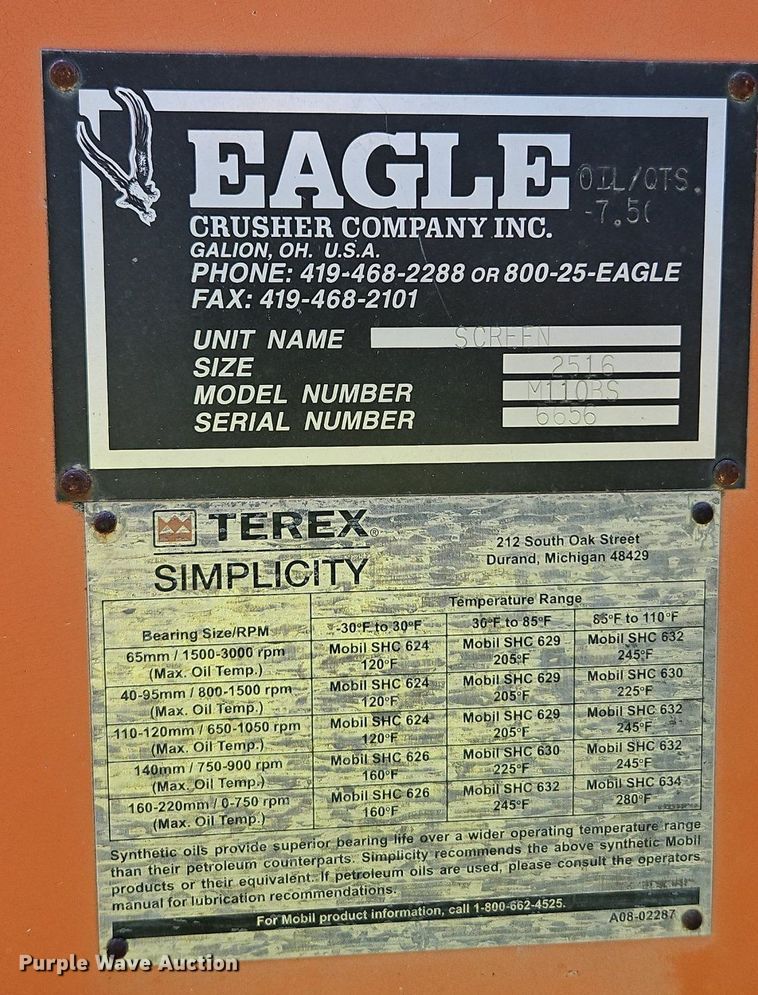 EAGLE
OIL/QTS.
CRUSHER COMPANY INC.
GALION, OH. U.S.A.
PHONE: 419-468-2288 OR 800-25-EAGLE
FAX: 419-468-2101
UNIT NAME SCREEN
SIZE 2516
MODEL NUMBER M110RS
SERIAL NUMBER 6656
TEREX®
SIMPLICITY
212 South Oak Street
Durand, Michigan 48429
Temperature Range
Bearing Size/RPM -30°F to 30°F 30°F to 85°F 85°F to 110°F
65mm / 1500-3000 rpm Mobil SHC 624 Mobil SHC 629 Mobil SHC 632
(Max. Oil Temp.) 120°F 205°F 245°F
40-95mm / 800-1500 rpm Mobil SHC 624 Mobil SHC 629 Mobil SHC 630
(Max. Oil Temp.) 120°F 205°F 225°F
110-120mm / 650-1050 rpm Mobil SHC 624 Mobil SHC 629 Mobil SHC 632
(Max. Oil Temp.) 120°F 205°F 245°F
140mm / 750-900 rpm Mobil SHC 626 Mobil SHC 630 Mobil SHC 632
(Max. Oil Temp.) 160°F 225°F 245°F
160-220mm / 0-750 rpm Mobil SHC 626 Mobil SHC 632 Mobil SHC 634
(Max. Oil Temp.) 160°F 245°F 280°F
Synthetic oils provide superior bearing life over a wider operating temperature range
than their petroleum counterparts. Simplicity recommends the above synthetic Mobil
products or their equivalent. If petroleum oils are used, please consult the operators
manual for lubrication recommendations.
For Mobil product information, call 1-800-662-4525.
A08-02287
Purple Wave Auction